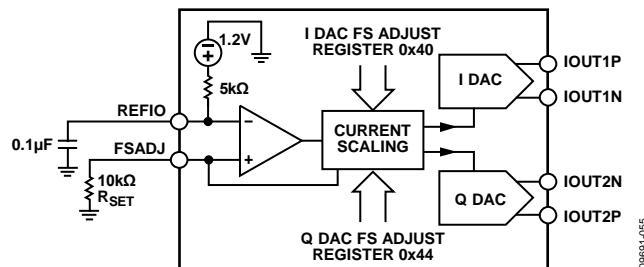 1.2V
I DAC FS ADJUST
REGISTER 0x40
5kΩ
REFIO
0.1µF
FSADJ
10kΩ
RSET
−
+
CURRENT
SCALING
I DAC
IOUT1P
IOUT1N
Q DAC
IOUT2N
IOUT2P
Q DAC FS ADJUST
REGISTER 0x44
09691-055